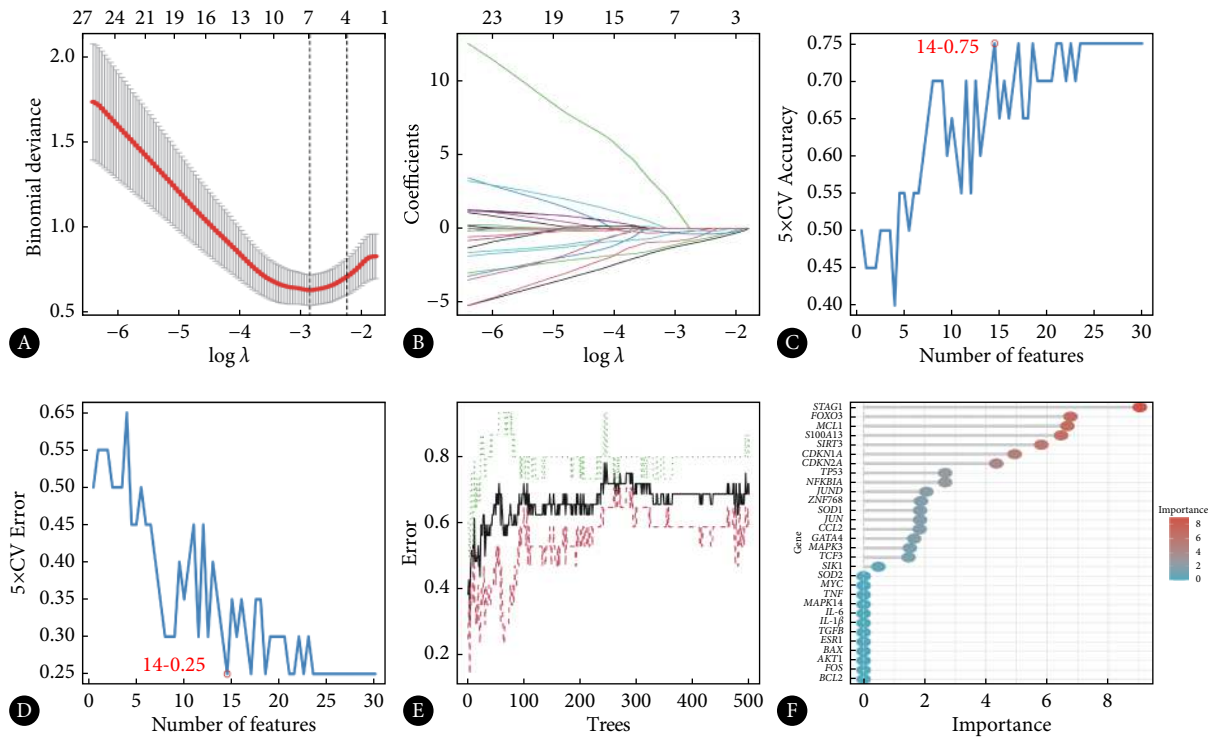 27 24 21 19 16 13 10 7 4 1
2.0
1.5
1.0
0.5
Binomial deviance
−6 −5 −4 −3 −2
log λ
A
23 19 15 7 3
10
5
0
−5
Coefficients
−6 −5 −4 −3 −2
log λ
B
14-0.75
0.75
0.70
0.65
0.60
0.55
0.50
0.45
0.40
5×CV Accuracy
0 5 10 15 20 25 30
Number of features
C
0.65
0.60
0.55
0.50
0.45
0.40
0.35
0.30
0.25
5×CV Error
14-0.25
0 5 10 15 20 25 30
Number of features
D
0.8
0.6
0.4
0.2
Error
0 100 200 300 400 500
Trees
E
Gene
STAG1
FOXO3
MCL1
S100A13
SIRT3
CDKN1A
CDKN2A
TP53
NFKBIA
JUND
ZNF768
SOD1
JUN
CCL2
GATA4
MAPK3
TCF3
SIK1
SOD2
MYC
TNF
MAPK14
IL-6
IL-1β
TGFB
ESR1
BAX
AKT1
FOS
BCL2
0 2 4 6 8
Importance
F
Importance
8
6
4
2
0